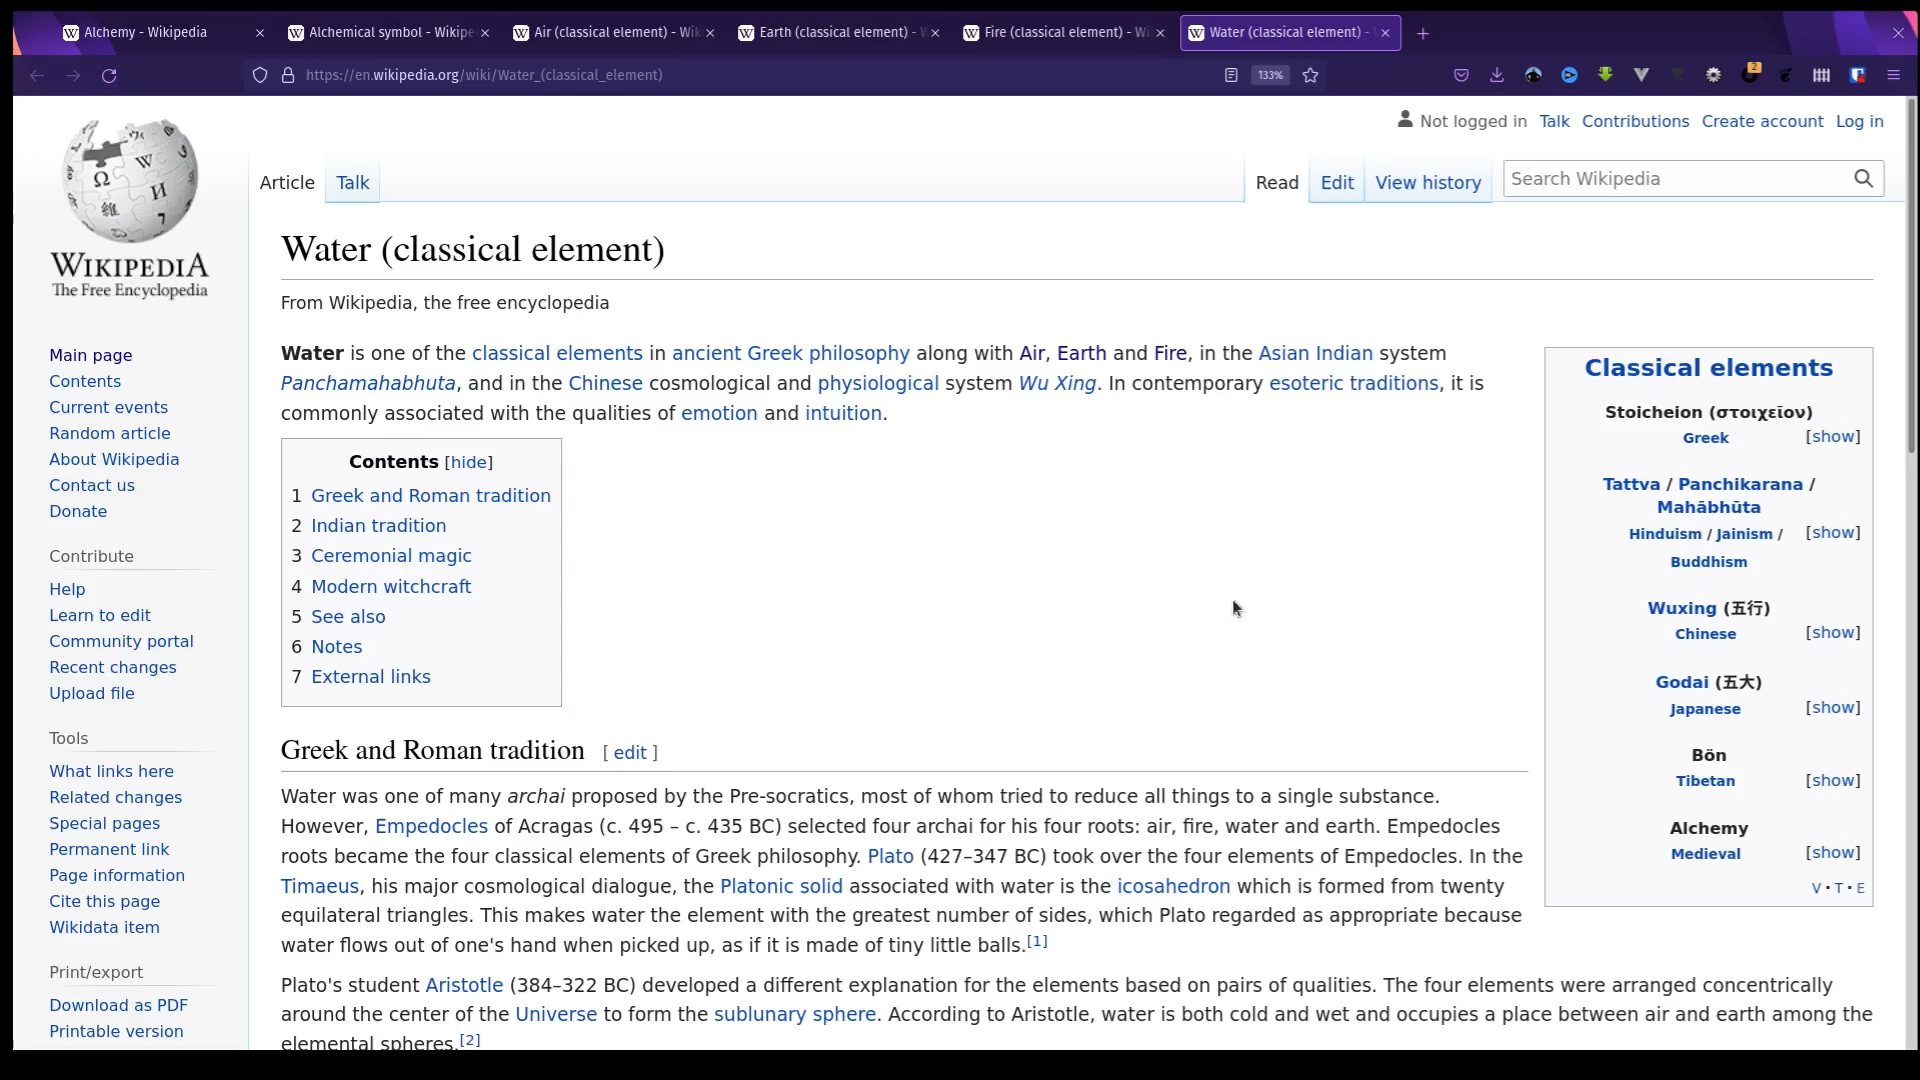 Alchemy - Wikipedia
Alchemical symbol - Wikipe
Air (classical element) - Wik
Earth (classical element) - W
Fire (classical element) - Wi
Water (classical element) -
https://en.wikipedia.org/wiki/Water_(classical_element)
133%
2
Not logged in Talk Contributions Create account Log in
Article Talk
Read Edit View history
Search Wikipedia
WIKIPEDIA
The Free Encyclopedia
Main page
Contents
Current events
Random article
About Wikipedia
Contact us
Donate
Contribute
Help
Learn to edit
Community portal
Recent changes
Upload file
Tools
What links here
Related changes
Special pages
Permanent link
Page information
Cite this page
Wikidata item
Print/export
Download as PDF
Printable version
Water (classical element)
From Wikipedia, the free encyclopedia
Water is one of the classical elements in ancient Greek philosophy along with Air, Earth and Fire, in the Asian Indian system
Panchamahabhuta, and in the Chinese cosmological and physiological system Wu Xing. In contemporary esoteric traditions, it is
commonly associated with the qualities of emotion and intuition.
Contents [hide]
1 Greek and Roman tradition
2 Indian tradition
3 Ceremonial magic
4 Modern witchcraft
5 See also
6 Notes
7 External links
Greek and Roman tradition [ edit ]
Water was one of many archai proposed by the Pre-socratics, most of whom tried to reduce all things to a single substance.
However, Empedocles of Acragas (c. 495 – c. 435 BC) selected four archai for his four roots: air, fire, water and earth. Empedocles
roots became the four classical elements of Greek philosophy. Plato (427–347 BC) took over the four elements of Empedocles. In the
Timaeus, his major cosmological dialogue, the Platonic solid associated with water is the icosahedron which is formed from twenty
equilateral triangles. This makes water the element with the greatest number of sides, which Plato regarded as appropriate because
water flows out of one's hand when picked up, as if it is made of tiny little balls.[1]
Plato's student Aristotle (384–322 BC) developed a different explanation for the elements based on pairs of qualities. The four elements were arranged concentrically
around the center of the Universe to form the sublunary sphere. According to Aristotle, water is both cold and wet and occupies a place between air and earth among the
elemental spheres.[2]
Classical elements
Stoicheion (στοιχεῖον)
Greek [show]
Tattva / Panchikarana /
Mahābhūta
Hinduism / Jainism / [show]
Buddhism
Wuxing (五行)
Chinese [show]
Godai (五大)
Japanese [show]
Bön
Tibetan [show]
Alchemy
Medieval [show]
V · T · E